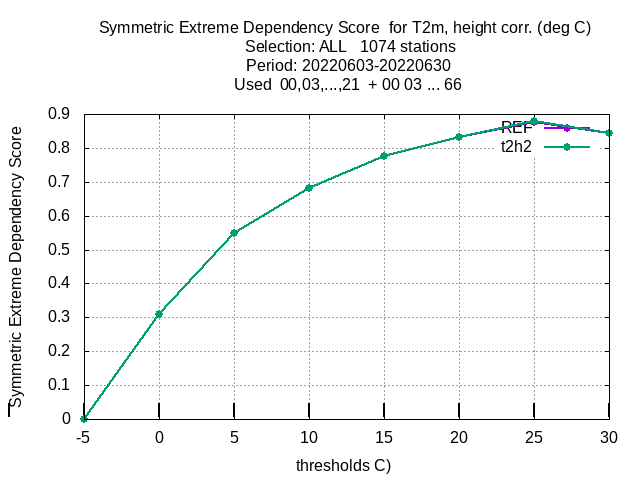 Symmetric Extreme Dependency Score  for T2m, height corr. (deg C)
Selection: ALL   1074 stations
Period: 20220603-20220630
Used  00,03,...,21  + 00 03 ... 66
Symmetric Extreme Dependency Score
0.9
0.8
0.7
0.6
0.5
0.4
0.3
0.2
0.1
0
REF
t2h2
-5 0 5 10 15 20 25 30
thresholds C)